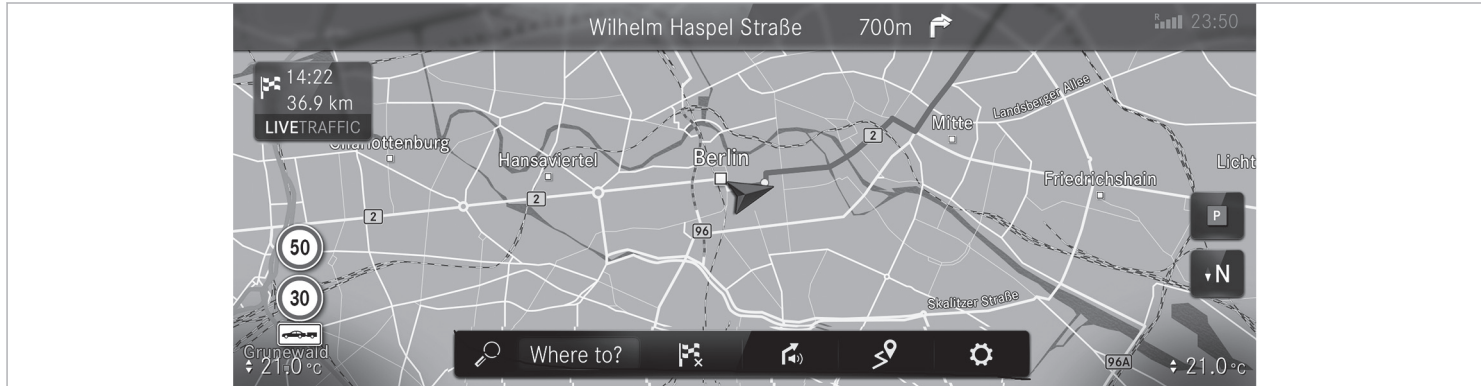 Wilhelm Haspel Straße 700m R 23:50
14:22
36.9 km
LIVETRAFFIC
Charlottenburg
Hansaviertel
Berlin
2
Mitte
Landsberger Allee
Licht
Friedrichshain
2
2
96
P
N
50
30
Skalitzer Straße
Grunewald
21.0 °C
Where to?
96A
21.0 °C